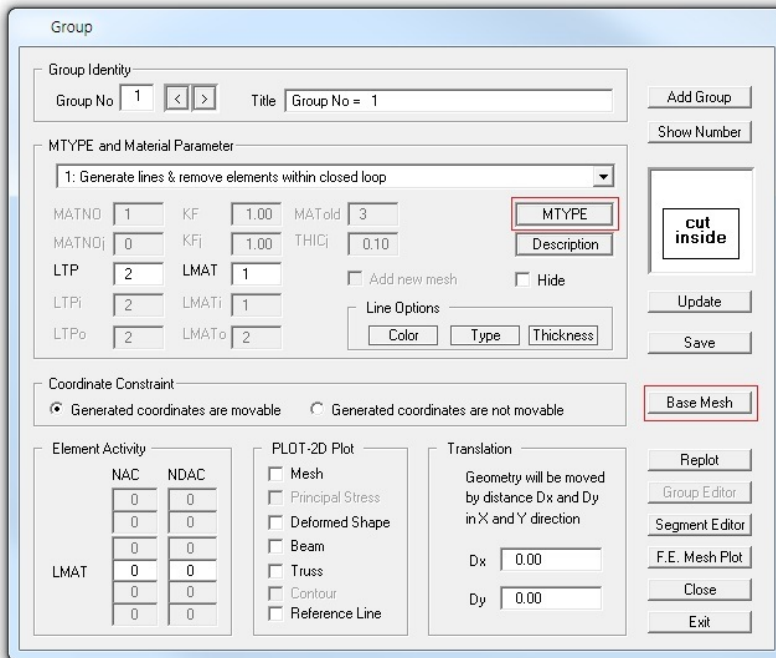 Group
Group Identity
Group No 1 < > Title Group No = 1
Add Group
Show Number
MTYPE and Material Parameter
1: Generate lines & remove elements within closed loop
MATNO 1 KF 1.00 MATold 3 MTYPE
MATNOj 0 KFj 1.00 THICj 0.10 Description
LTP 2 LMAT 1 Add new mesh Hide
LTPi 2 LMATi 1
LTPo 2 LMATo 2
Line Options
Color Type Thickness
cut
inside
Update
Save
Coordinate Constraint
Generated coordinates are movable Generated coordinates are not movable
Base Mesh
Element Activity
NAC NDAC
0 0
0 0
0 0
LMAT 0 0
0 0
0 0
PLOT-2D Plot
Mesh
Principal Stress
Deformed Shape
Beam
Truss
Contour
Reference Line
Translation
Geometry will be moved
by distance Dx and Dy
in X and Y direction
Dx 0.00
Dy 0.00
Replot
Group Editor
Segment Editor
F.E. Mesh Plot
Close
Exit